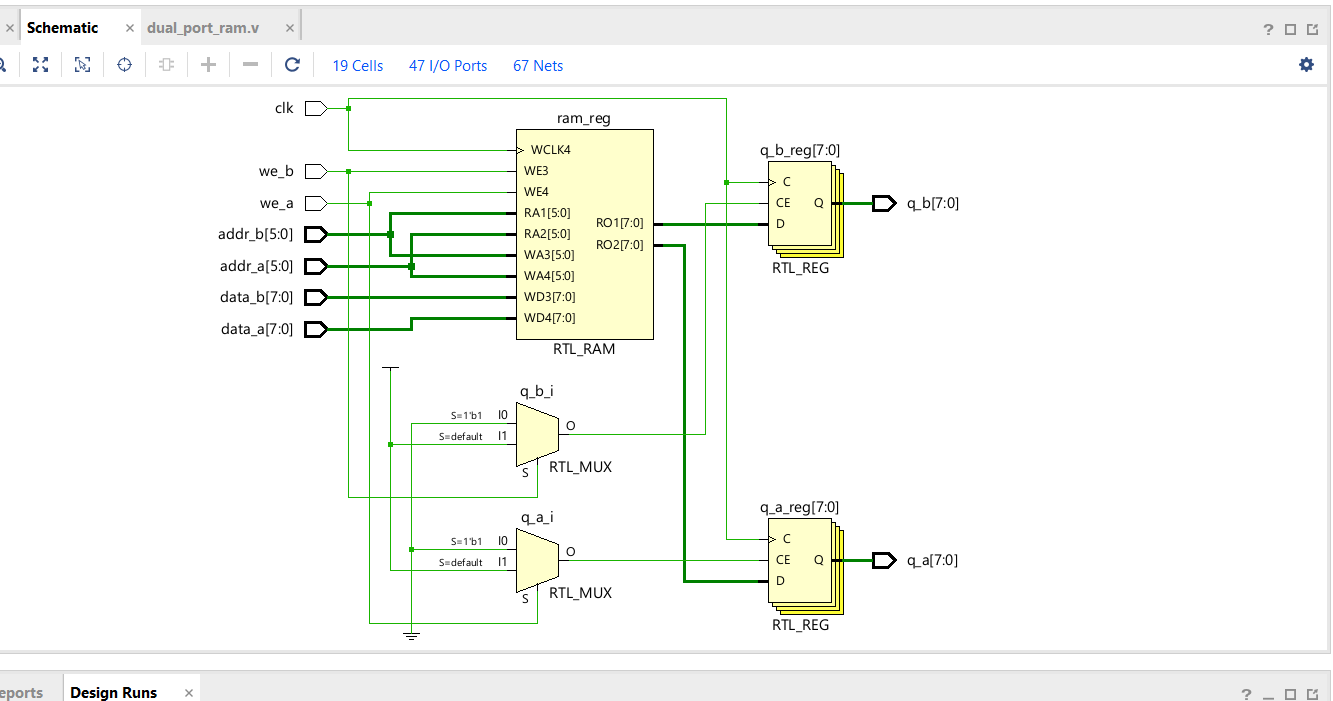 Schematic
dual_port_ram.v
19 Cells 47 I/O Ports 67 Nets
clk
we_b
we_a
addr_b[5:0]
addr_a[5:0]
data_b[7:0]
data_a[7:0]
ram_reg
WCLK4
WE3
WE4
RA1[5:0]
RA2[5:0]
WA3[5:0]
WA4[5:0]
WD3[7:0]
WD4[7:0]
RO1[7:0]
RO2[7:0]
RTL_RAM
q_b_reg[7:0]
C
CE Q
D
RTL_REG
q_b[7:0]
q_b_i
S=1'b1 I0
S=default I1
O
S
RTL_MUX
q_a_i
S=1'b1 I0
S=default I1
O
S
RTL_MUX
q_a_reg[7:0]
C
CE Q
D
RTL_REG
q_a[7:0]
eports
Design Runs